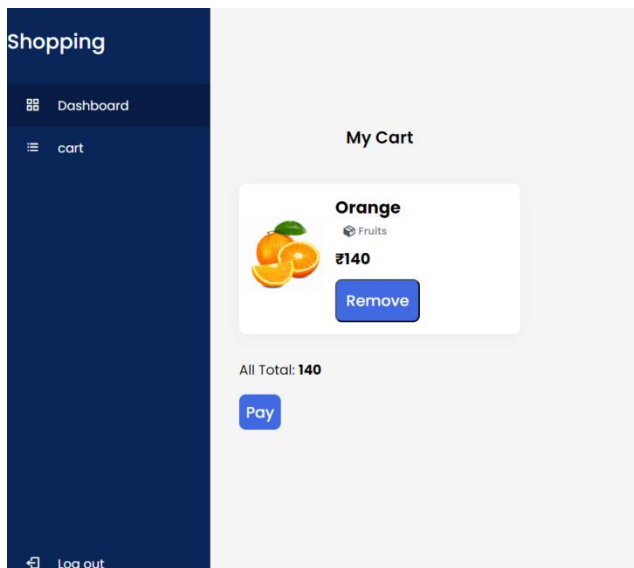 Shopping
Dashboard
cart
My Cart
Orange
Fruits
₹140
Remove
All Total: 140
Pay
Log out